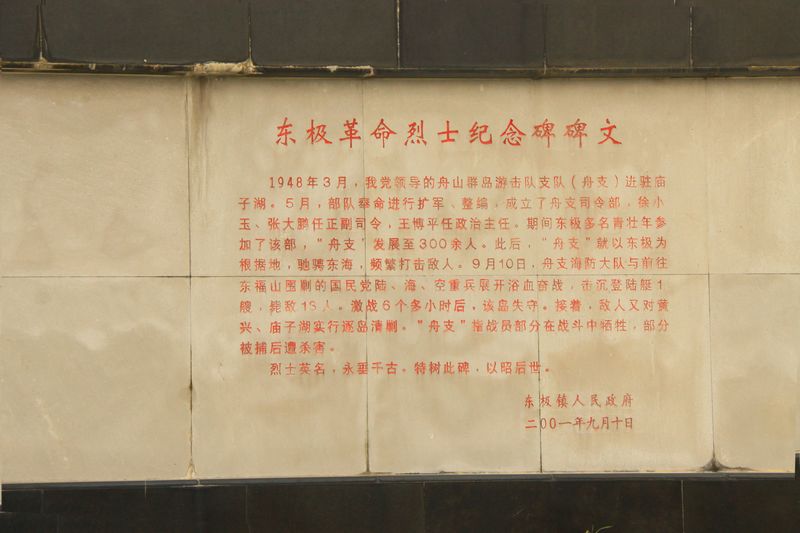 东极革命烈士纪念碑碑文
1948年3月，我党领导的舟山群岛游击队支队（舟支）进驻庙
子湖。5月，部队奉命进行扩军、整编，成立了舟支司令部，徐小
玉、张大鹏任正副司令，王博平任政治主任。期间东极多名青壮年参
加了该部，“舟支”发展至300余人。此后，“舟支”就以东极为
根据地，驰骋东海，频繁打击敌人。9月10日，舟支海防大队与前往
东福山围剿的国民党陆、海、空重兵展开浴血奋战，击沉登陆艇1
艘，毙敌16人。激战6个多小时后，该岛失守。接着，敌人又对黄
兴、庙子湖实行逐岛清剿。“舟支”指战员部分在战斗中牺牲，部分
被捕后遭杀害。
烈士英名，永垂千古。特树此碑，以昭后世。
东极镇人民政府
二00一年九月十日